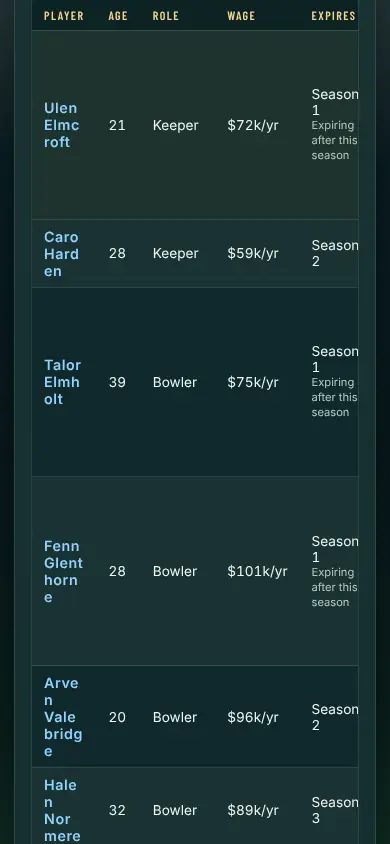 PLAYER AGE ROLE WAGE EXPIRES
Ulen
Elmc
roft
21
Keeper
$72k/yr
Season
1
Expiring
after this
season
Caro
Hard
en
28
Keeper
$59k/yr
Season
2
Talor
Elmh
olt
39
Bowler
$75k/yr
Season
1
Expiring
after this
season
Fenn
Glent
horn
e
28
Bowler
$101k/yr
Season
1
Expiring
after this
season
Arve
n
Vale
bridg
e
20
Bowler
$96k/yr
Season
2
Hale
n
Nor
mere
32
Bowler
$89k/yr
Season
3